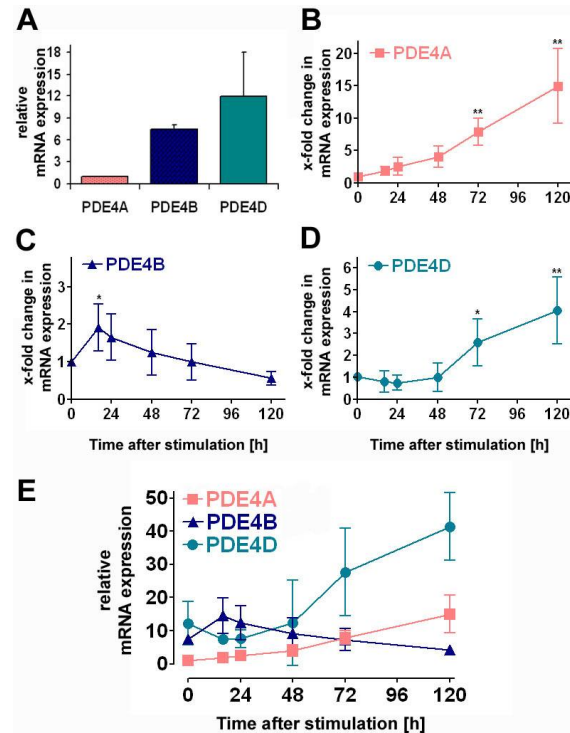 A
relative
mRNA expression
18
15
12
9
6
3
0
PDE4A PDE4B PDE4D
B
PDE4A
x-fold change in
mRNA expression
20
15
10
5
0
** **
0 24 48 72 96 120
C
PDE4B
x-fold change in
mRNA expression
3
2
1
0
*
0 24 48 72 96 120
Time after stimulation [h]
D
PDE4D
x-fold change in
mRNA expression
6
5
4
3
2
1
0
* **
0 24 48 72 96 120
Time after stimulation [h]
E
PDE4A
PDE4B
PDE4D
relative
mRNA expression
50
40
30
20
10
0
0 24 48 72 96 120
Time after stimulation [h]